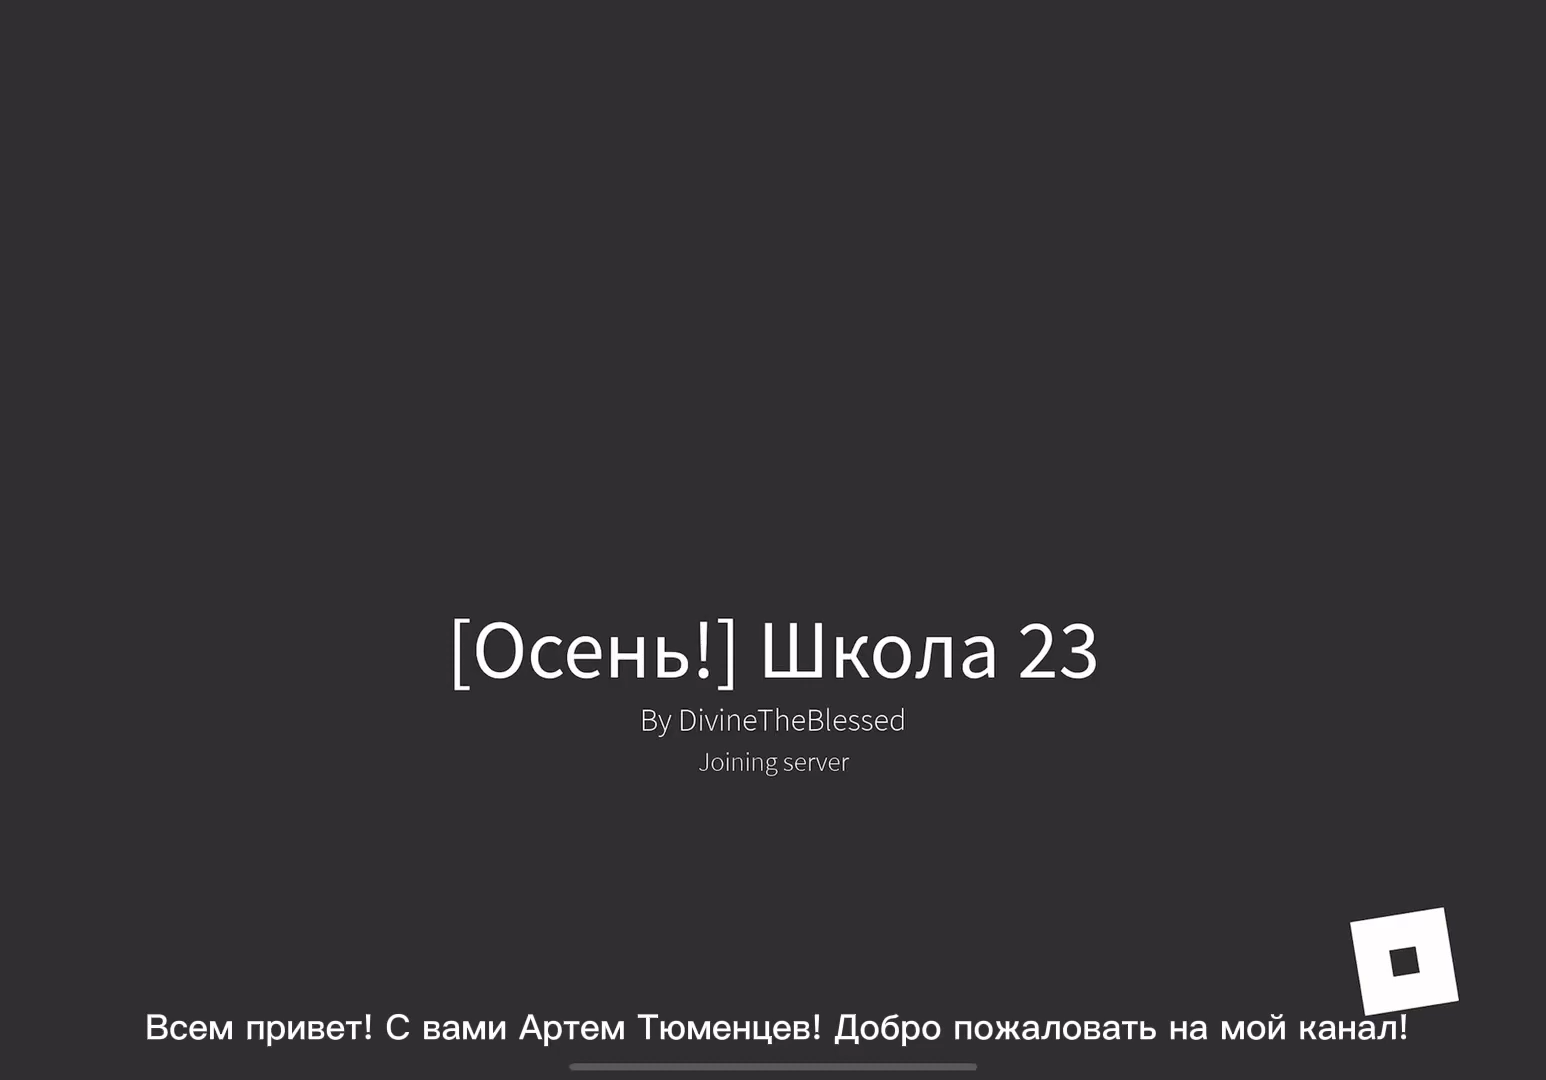 [Осень!] Школа 23
By DivineTheBlessed
Joining server
Всем привет! С вами Артем Тюменцев! Добро пожаловать на мой канал!